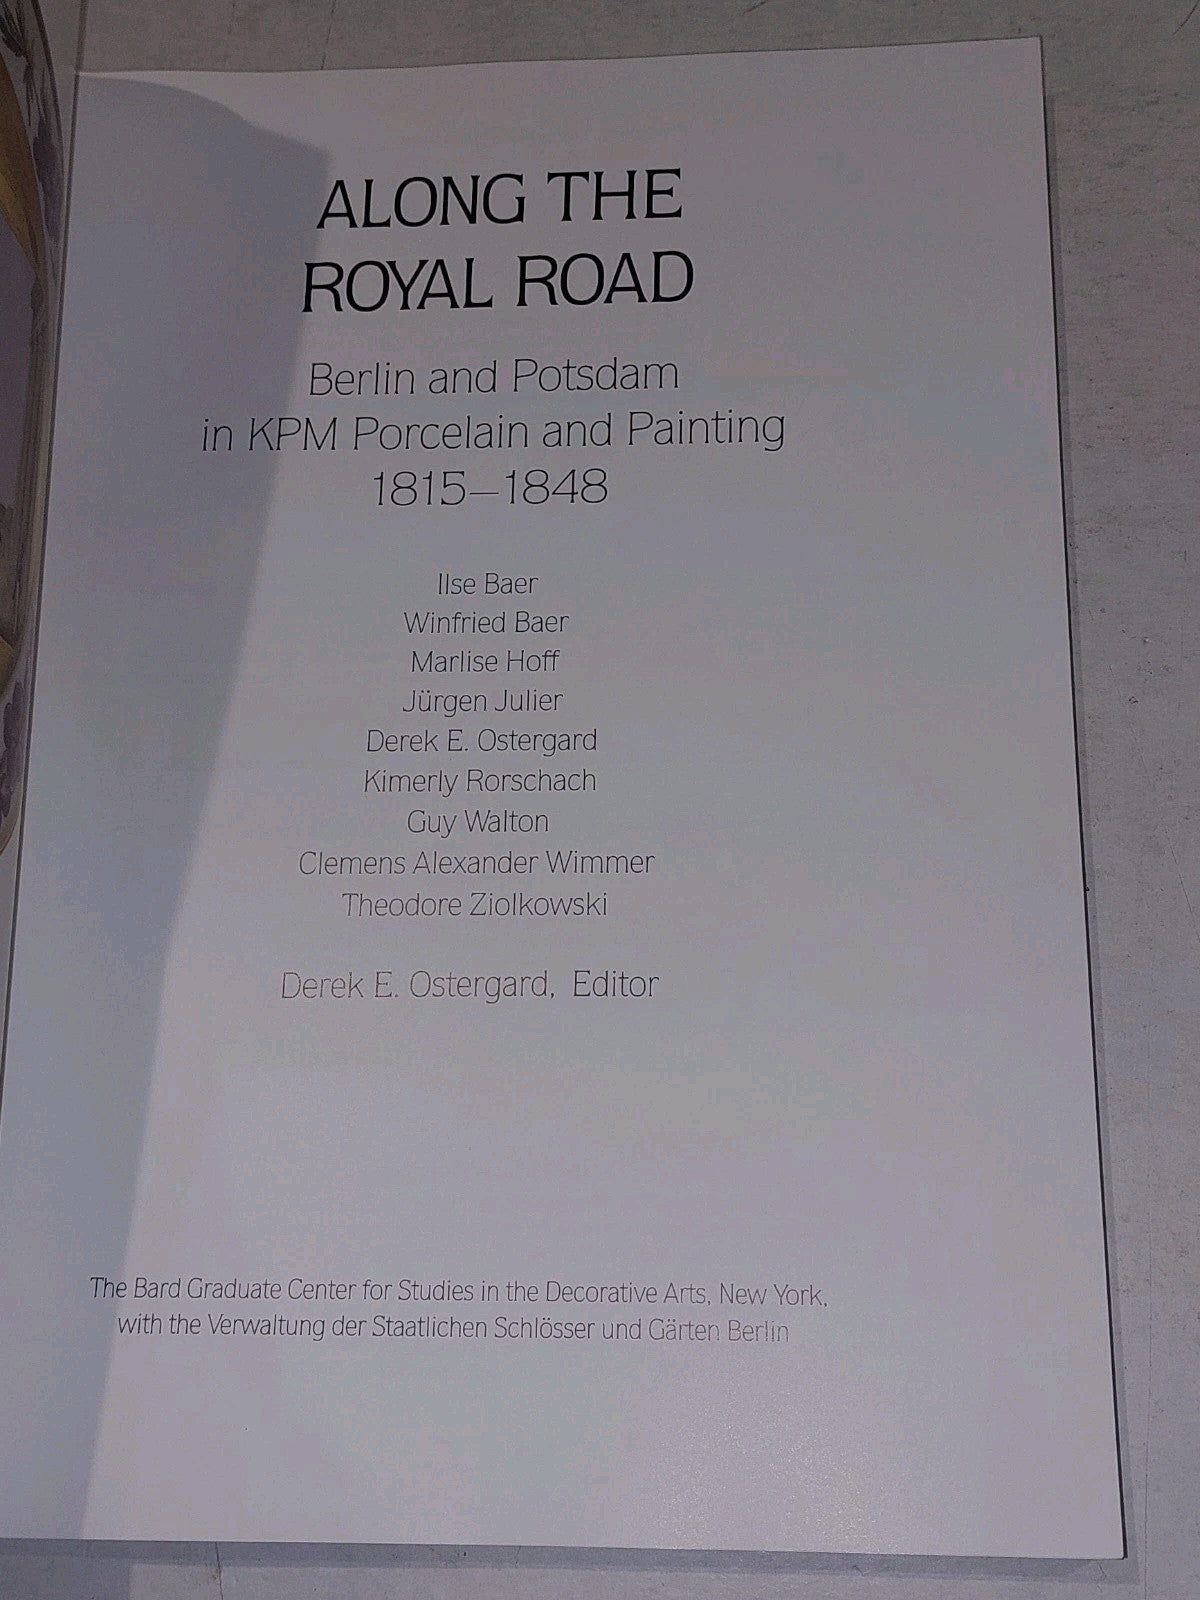 ALONG THE
ROYAL ROAD
Berlin and Potsdam
in KPM Porcelain and Painting
1815–1848
Ilse Baer
Winfried Baer
Marlise Hoff
Jürgen Julier
Derek E. Ostergard
Kimerly Rorschach
Guy Walton
Clemens Alexander Wimmer
Theodore Ziolkowski
Derek E. Ostergard, Editor
The Bard Graduate Center for Studies in the Decorative Arts, New York,
with the Verwaltung der Staatlichen Schlösser und Gärten Berlin